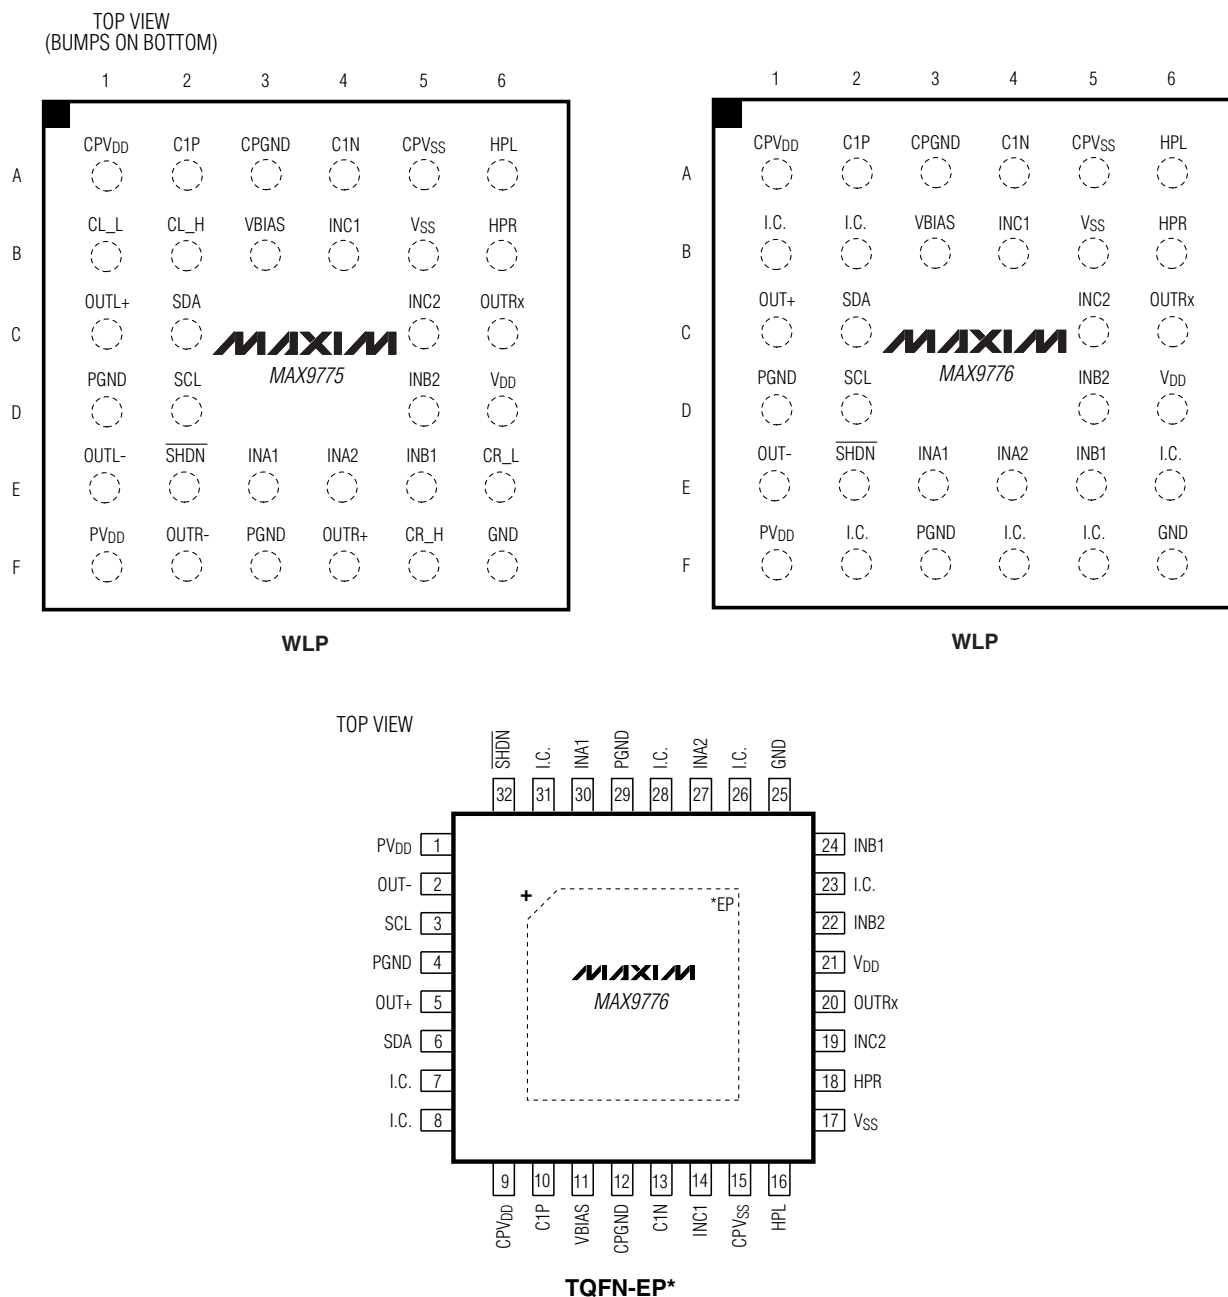 TOP VIEW
(BUMPS ON BOTTOM)
1 2 3 4 5 6
A CPVDD C1P CPGND C1N CPVSS HPL
B CL_L CL_H VBIAS INC1 VSS HPR
C OUTL+ SDA INC2 OUTRx
MAXIM
MAX9775
D PGND SCL INB2 VDD
E OUTL- SHDN INA1 INA2 INB1 CR_L
F PVDD OUTR- PGND OUTR+ CR_H GND
WLP
1 2 3 4 5 6
A CPVDD C1P CPGND C1N CPVSS HPL
B I.C. I.C. VBIAS INC1 VSS HPR
C OUT+ SDA INC2 OUTRx
MAXIM
MAX9776
D PGND SCL INB2 VDD
E OUT- SHDN INA1 INA2 INB1 I.C.
F PVDD I.C. PGND I.C. I.C. GND
WLP
TOP VIEW
SHDN I.C. INA1 PGND I.C. INA2 I.C. GND
32 31 30 29 28 27 26 25
PVDD 1
OUT- 2
SCL 3
PGND 4
OUT+ 5
SDA 6
I.C. 7
I.C. 8
+
*EP
MAXIM
MAX9776
24 INB1
23 I.C.
22 INB2
21 VDD
20 OUTRx
19 INC2
18 HPR
17 VSS
9 10 11 12 13 14 15 16
CPVDD C1P VBIAS CPGND C1N INC1 CPVSS HPL
TQFN-EP*